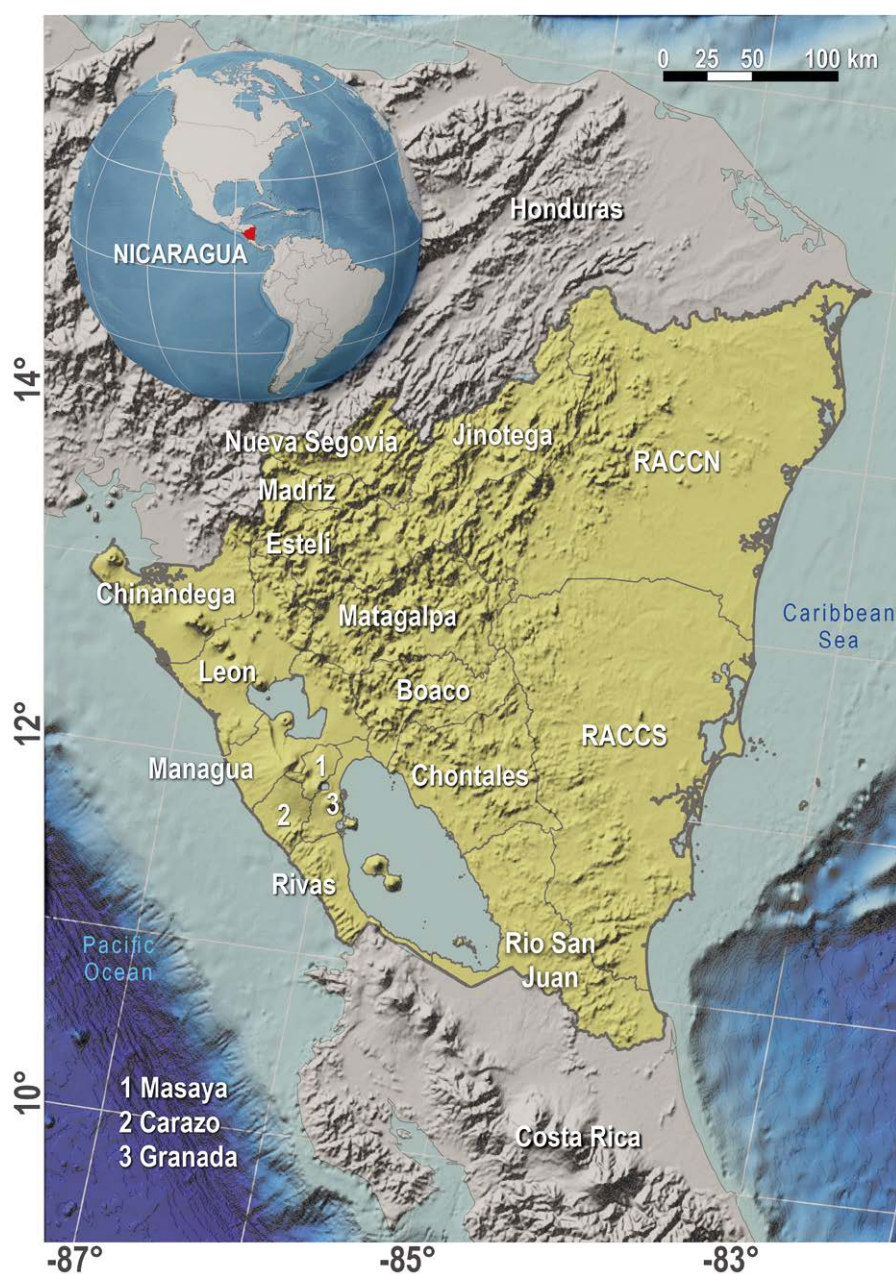 0 25 50 100 km
Honduras
NICARAGUA
14°
Nueva Segovia
Jinotega
RACCN
Madriz
Esteli
Chinandega
Matagalpa
Caribbean
Sea
Leon
Boaco
12°
RACCS
Managua
1
Chontales
2
3
Rivas
Pacific
Ocean
Rio San
Juan
10°
1 Masaya
2 Carazo
3 Granada
Costa Rica
-87°
-85°
-83°